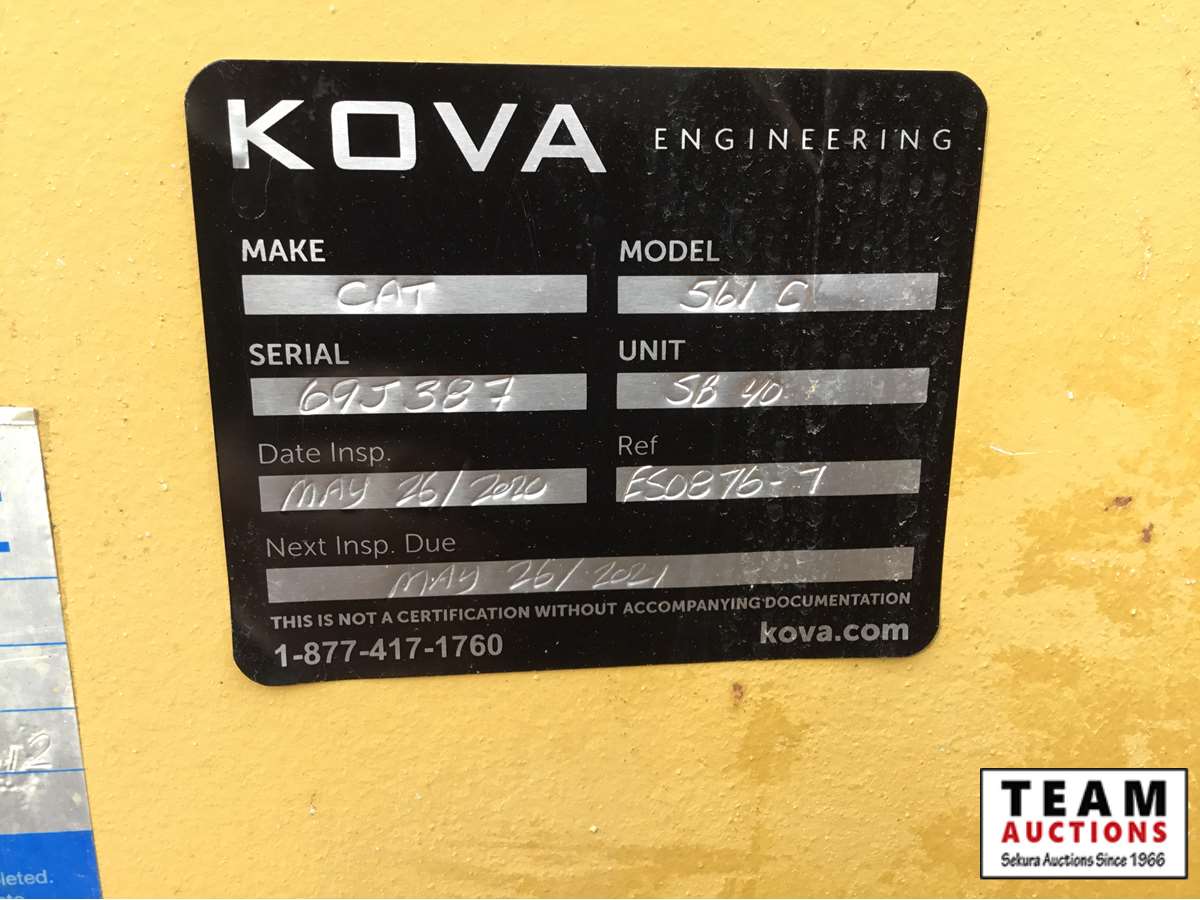 KOVA ENGINEERING
MAKE MODEL
CAT 561 C
SERIAL UNIT
69J387 SB 40
Date Insp. Ref
MAY 26/2020 ES0876-7
Next Insp. Due
MAY 26/2021
THIS IS NOT A CERTIFICATION WITHOUT ACCOMPANYING DOCUMENTATION
1-877-417-1760 kova.com
leted.
TEAM
AUCTIONS
Sekura Auctions Since 1966